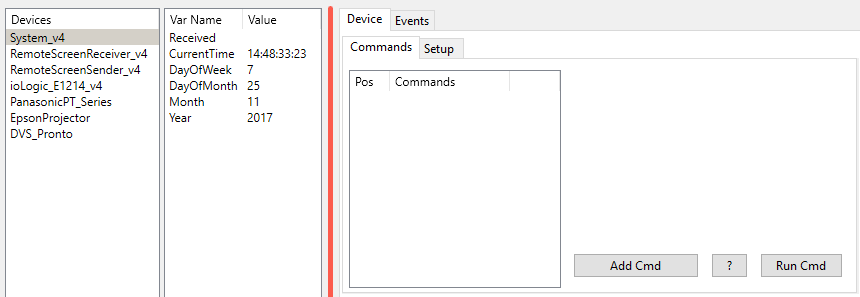 Devices
System_v4
RemoteScreenReceiver_v4
RemoteScreenSender_v4
ioLogic_E1214_v4
PanasonicPT_Series
EpsonProjector
DVS_Pronto
Var Name Value
Received
CurrentTime 14:48:33:23
DayOfWeek 7
DayOfMonth 25
Month 11
Year 2017
Device Events
Commands Setup
Pos Commands
Add Cmd ? Run Cmd